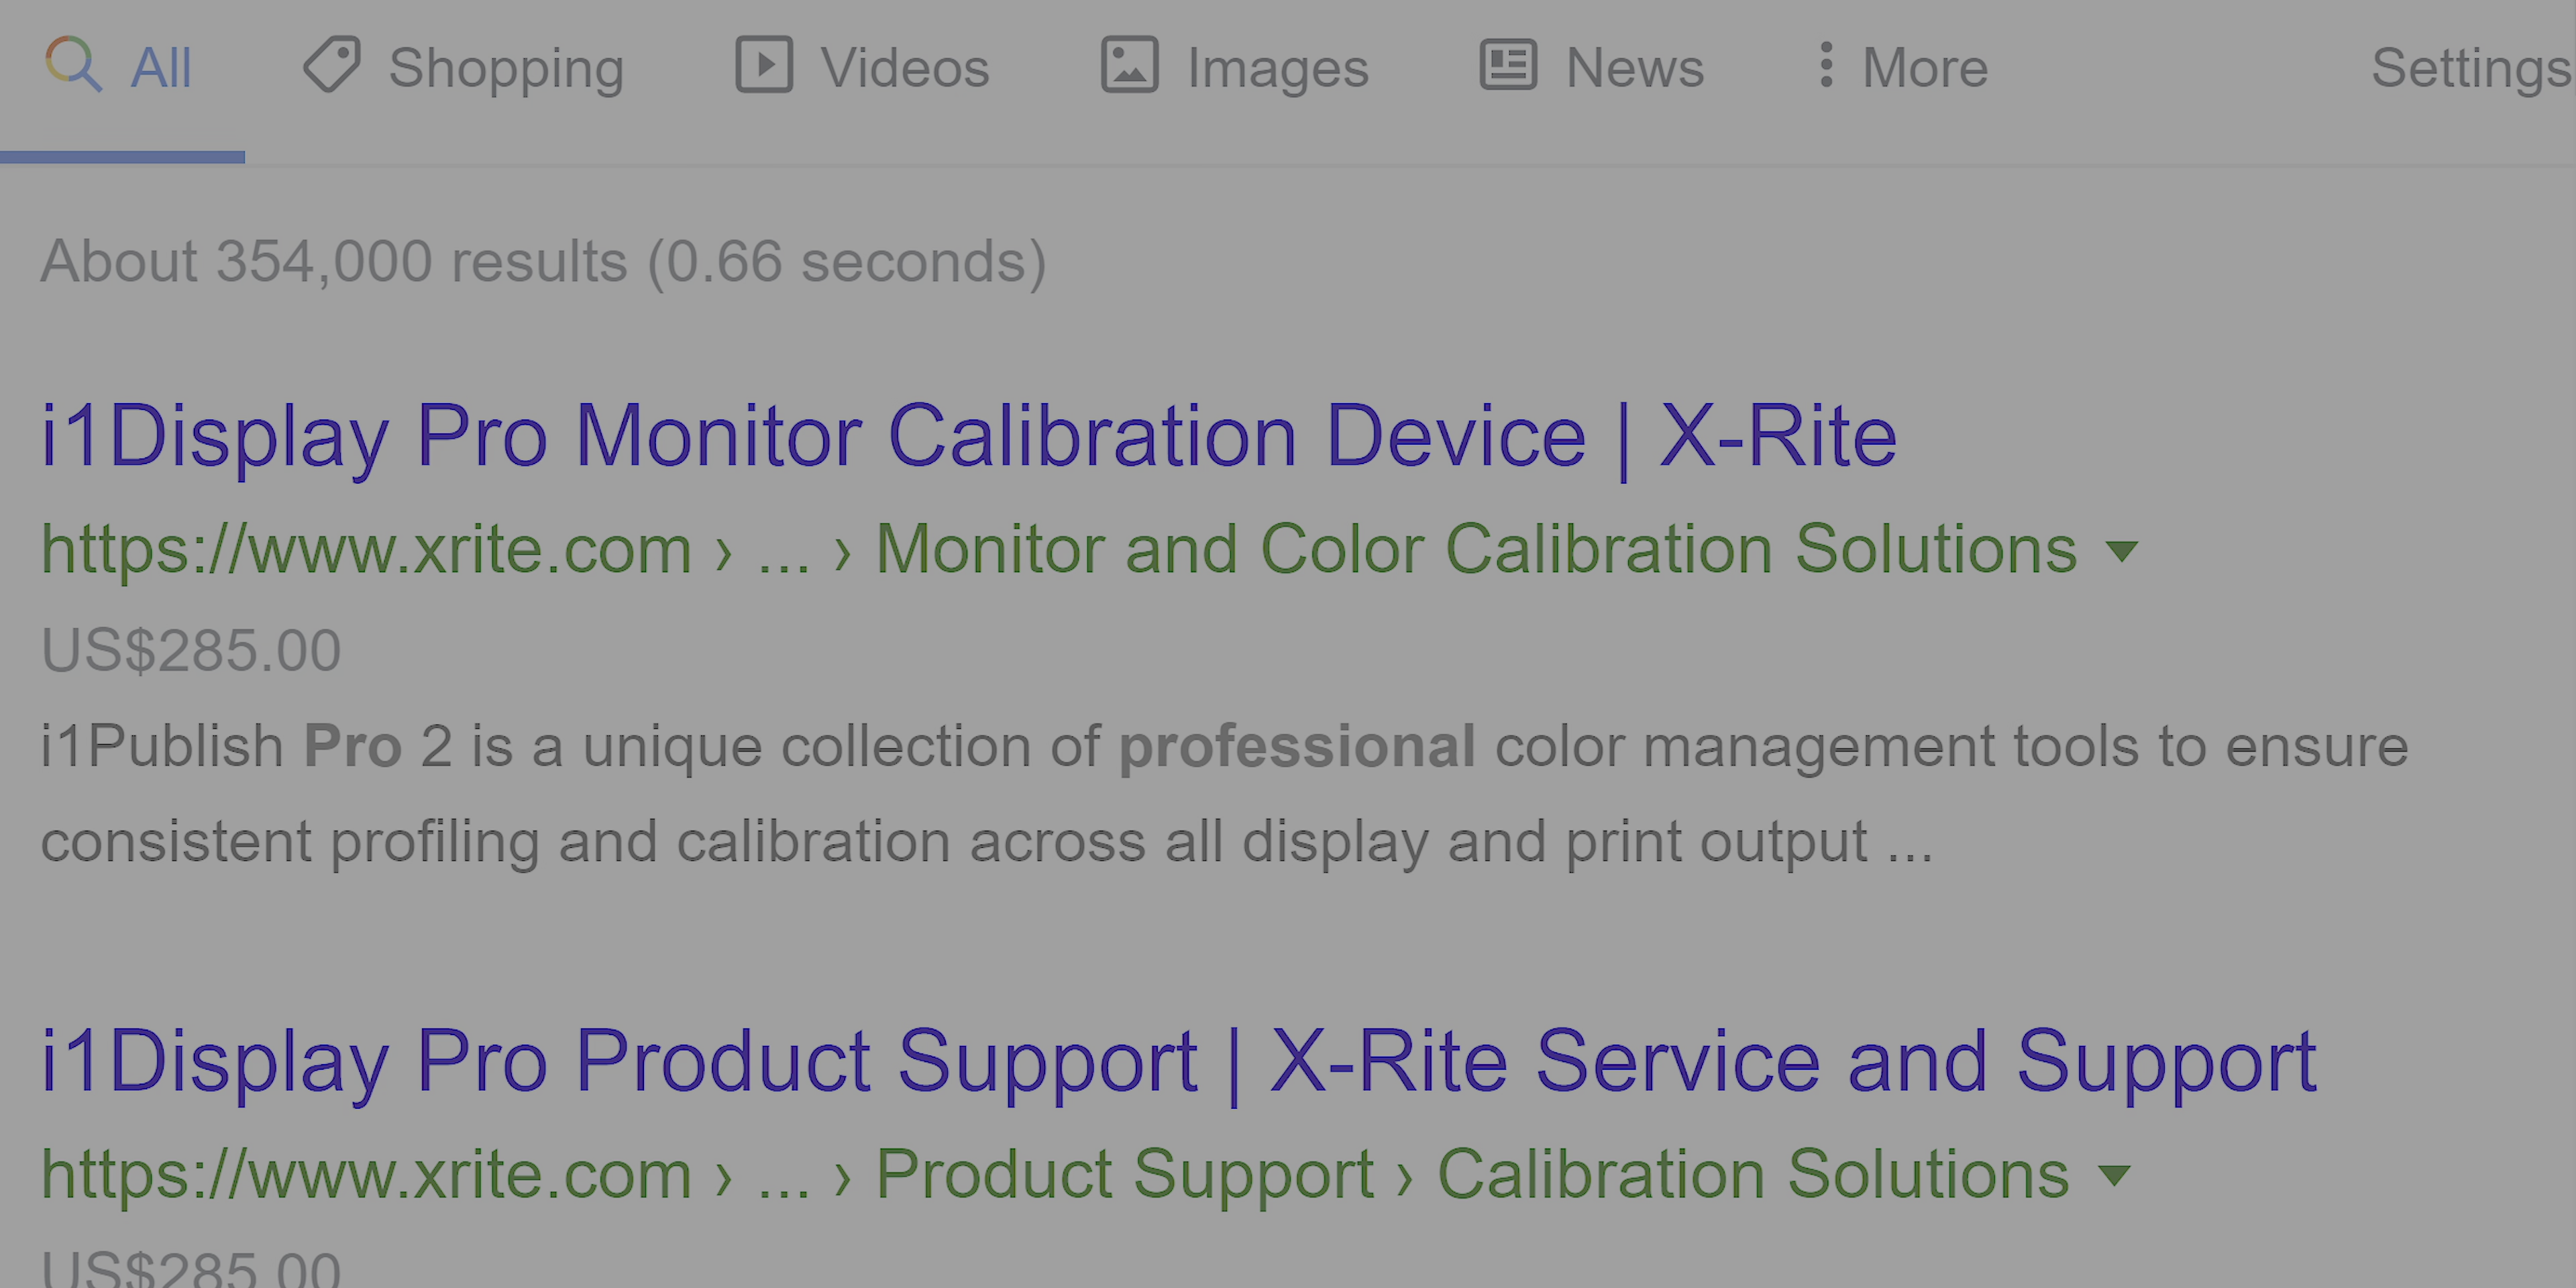 All Shopping Videos Images News More Settings
About 354,000 results (0.66 seconds)
i1Display Pro Monitor Calibration Device | X-Rite
https://www.xrite.com › ... › Monitor and Color Calibration Solutions
US$285.00
i1Publish Pro 2 is a unique collection of professional color management tools to ensure
consistent profiling and calibration across all display and print output ...
i1Display Pro Product Support | X-Rite Service and Support
https://www.xrite.com › ... › Product Support › Calibration Solutions
US$285.00